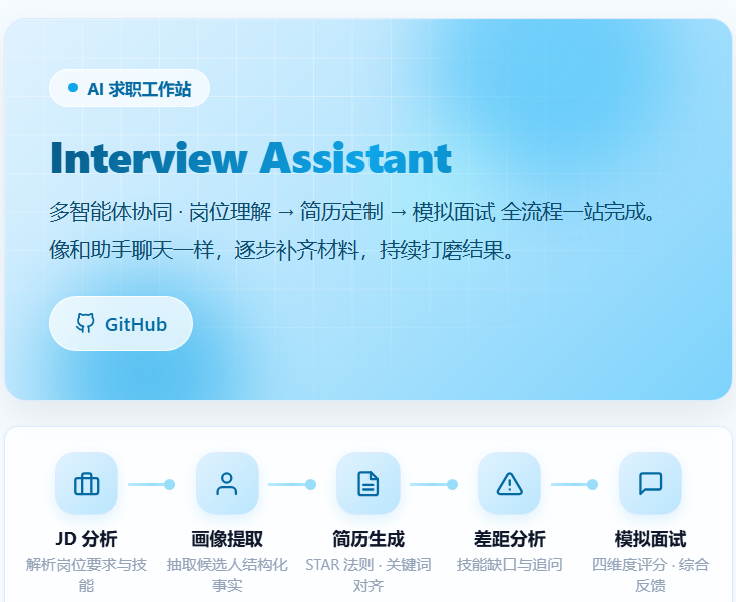 AI 求职工作站
Interview Assistant
多智能体协同 · 岗位理解 → 简历定制 → 模拟面试 全流程一站完成。
像和助手聊天一样，逐步补齐材料，持续打磨结果。
GitHub
JD 分析
解析岗位要求与技
能
画像提取
抽取候选人结构化
事实
简历生成
STAR 法则 · 关键词
对齐
差距分析
技能缺口与追问
模拟面试
四维度评分 · 综合
反馈